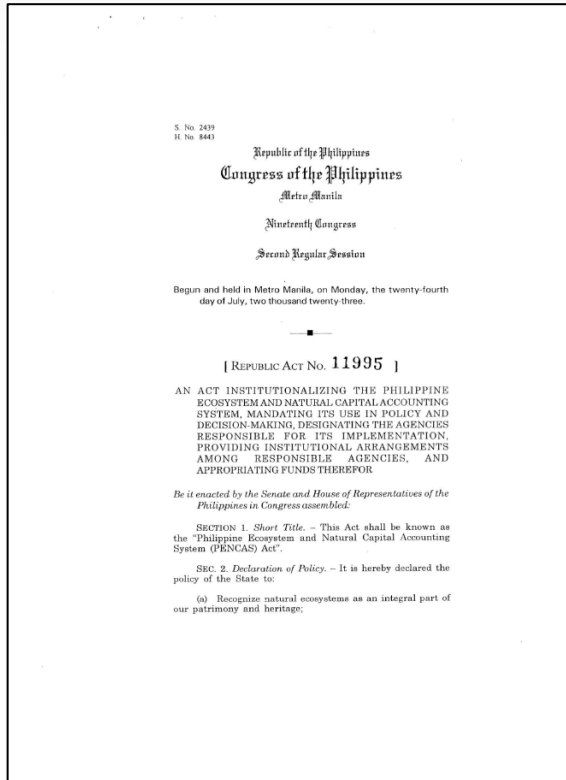 S. No. 2439
H. No. 8443
Republic of the Philippines
Congress of the Philippines
Metro Manila
Nineteenth Congress
Second Regular Session
Begun and held in Metro Manila, on Monday, the twenty-fourth
day of July, two thousand twenty-three.
[ REPUBLIC ACT NO. 11995 ]
AN ACT INSTITUTIONALIZING THE PHILIPPINE
ECOSYSTEM AND NATURAL CAPITAL ACCOUNTING
SYSTEM, MANDATING ITS USE IN POLICY AND
DECISION-MAKING, DESIGNATING THE AGENCIES
RESPONSIBLE FOR ITS IMPLEMENTATION,
PROVIDING INSTITUTIONAL ARRANGEMENTS
AMONG RESPONSIBLE AGENCIES, AND
APPROPRIATING FUNDS THEREFOR
Be it enacted by the Senate and House of Representatives of the
Philippines in Congress assembled:
SECTION 1. Short Title. – This Act shall be known as
the “Philippine Ecosystem and Natural Capital Accounting
System (PENCAS) Act”.
SEC. 2. Declaration of Policy. – It is hereby declared the
policy of the State to:
(a) Recognize natural ecosystems as an integral part of
our patrimony and heritage;